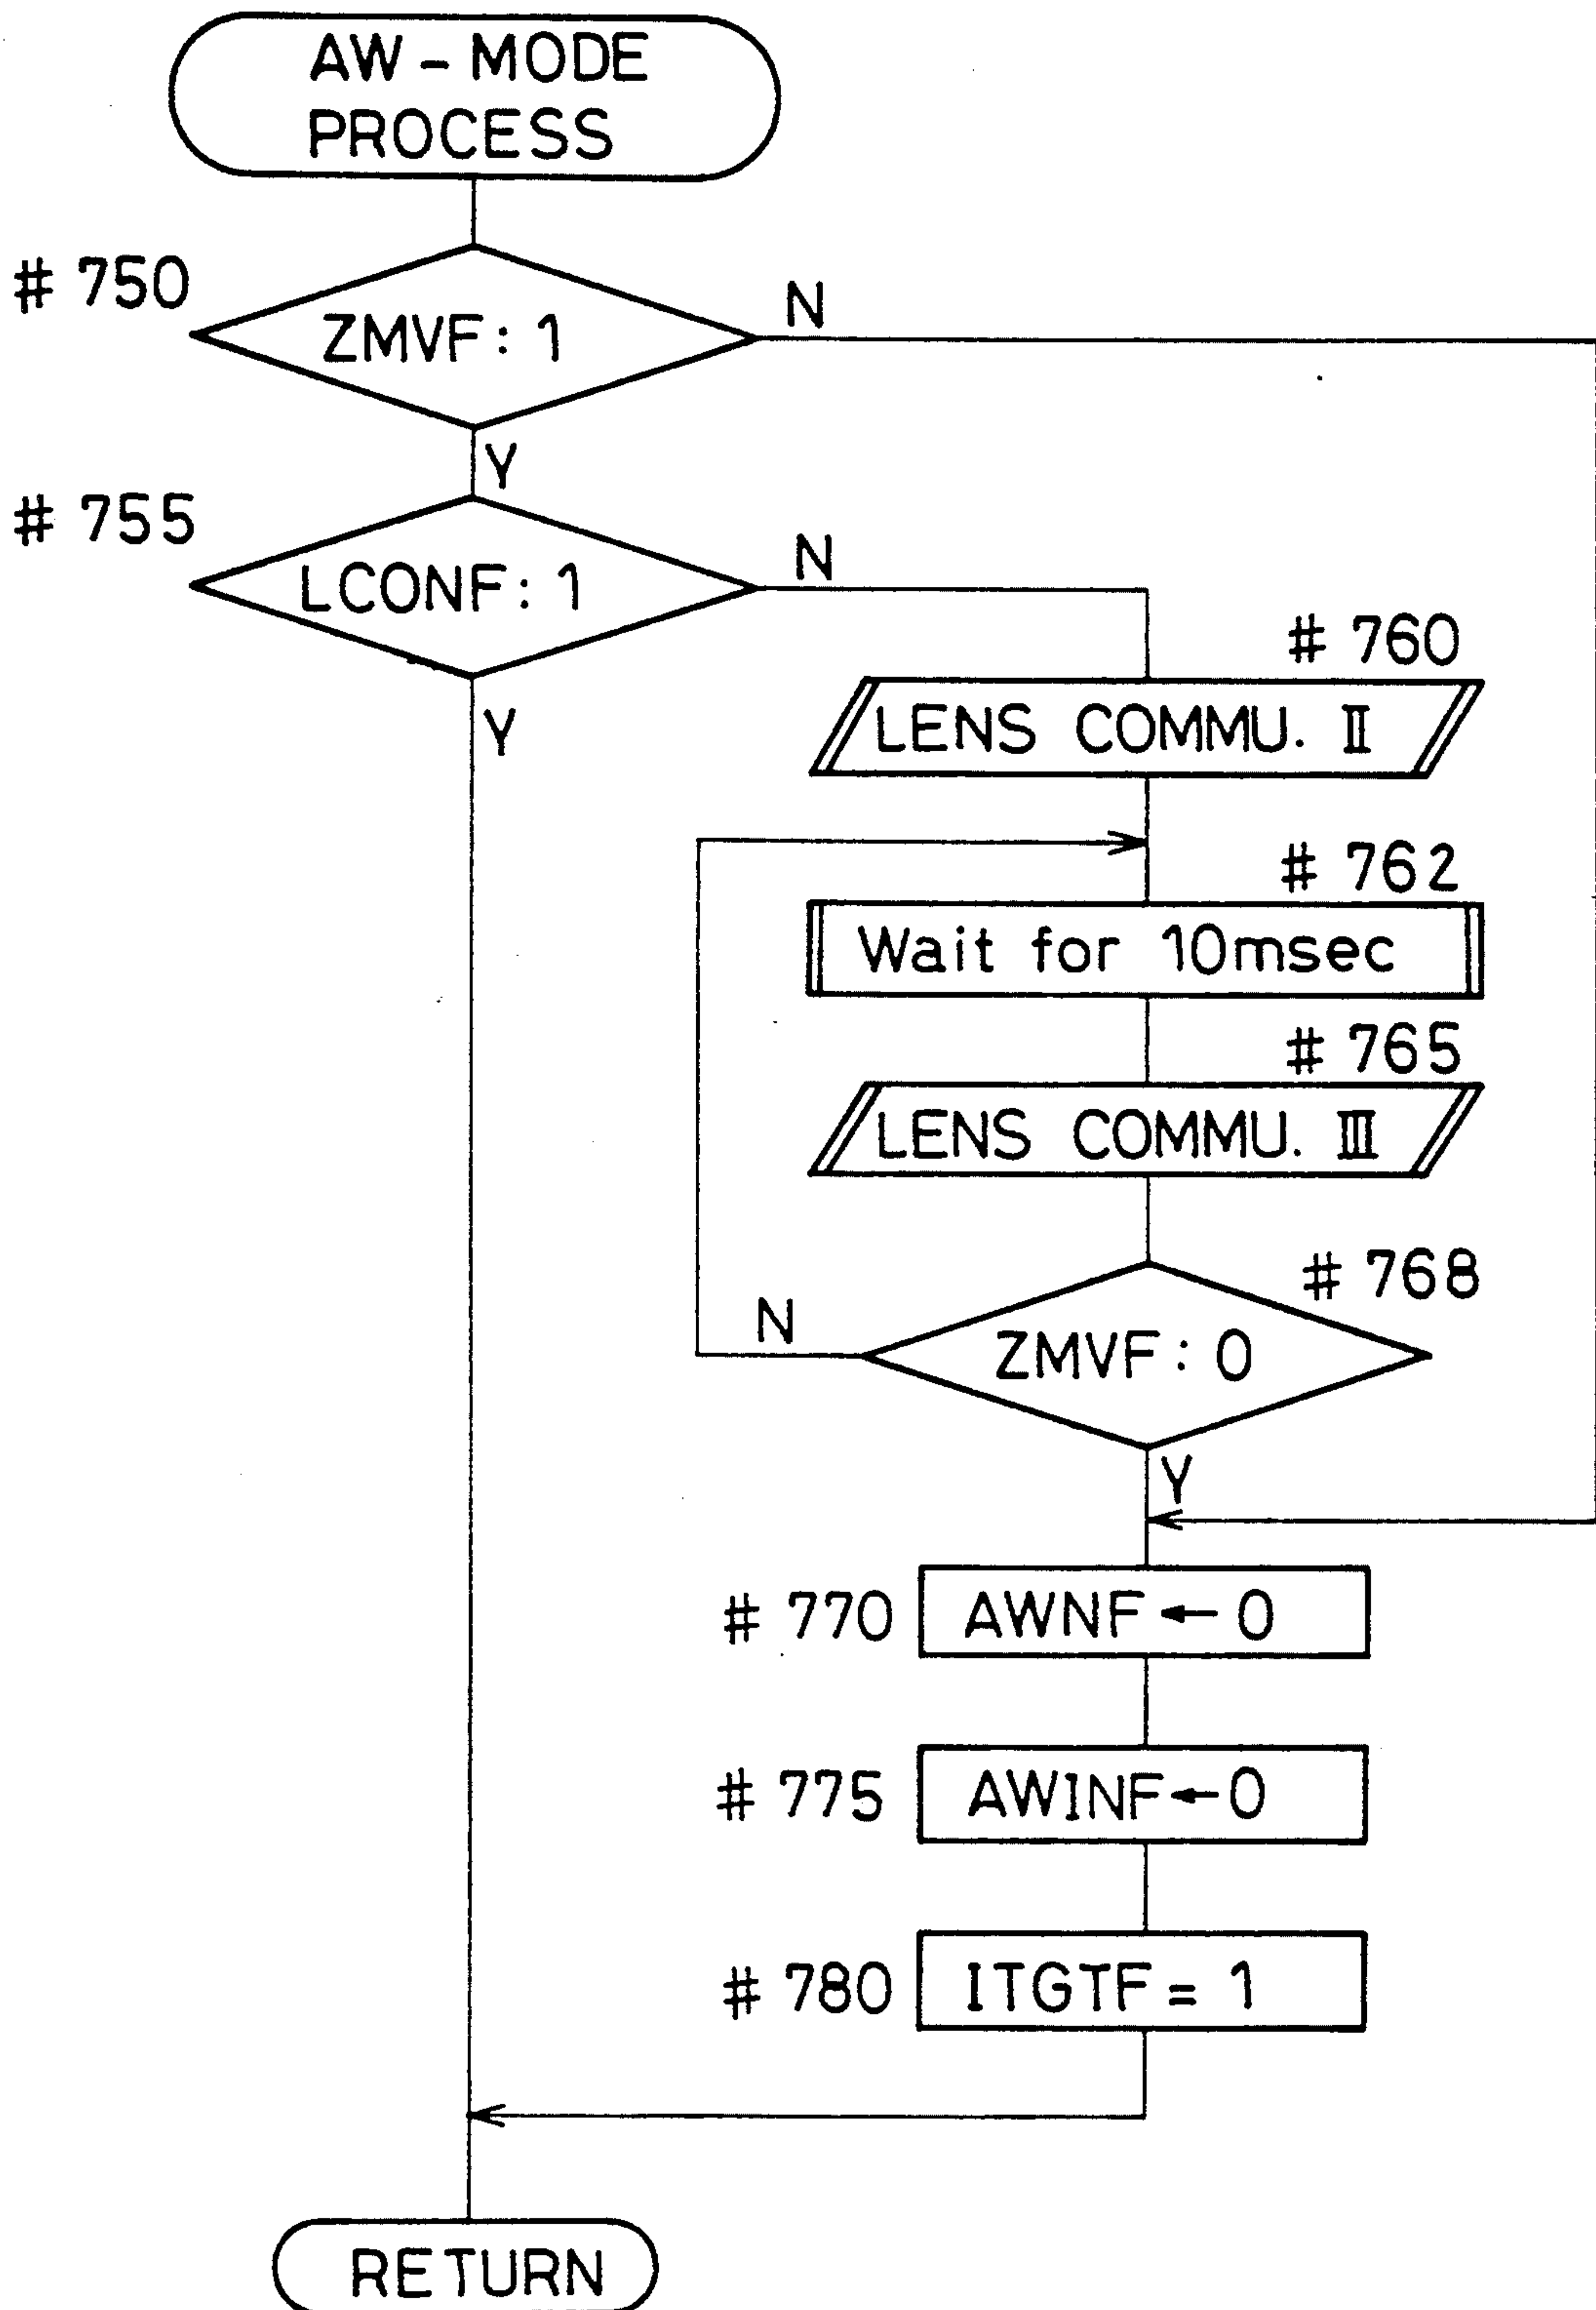 AW-MODE
PROCESS
# 750
ZMVF: 1
N
Y
# 755
LCONF: 1
N
Y
# 760
LENS COMMU. II
# 762
Wait for 10msec
# 765
LENS COMMU. III
# 768
ZMVF: 0
N
Y
# 770
AWNF ← 0
# 775
AWINF ← 0
# 780
ITGTF = 1
RETURN